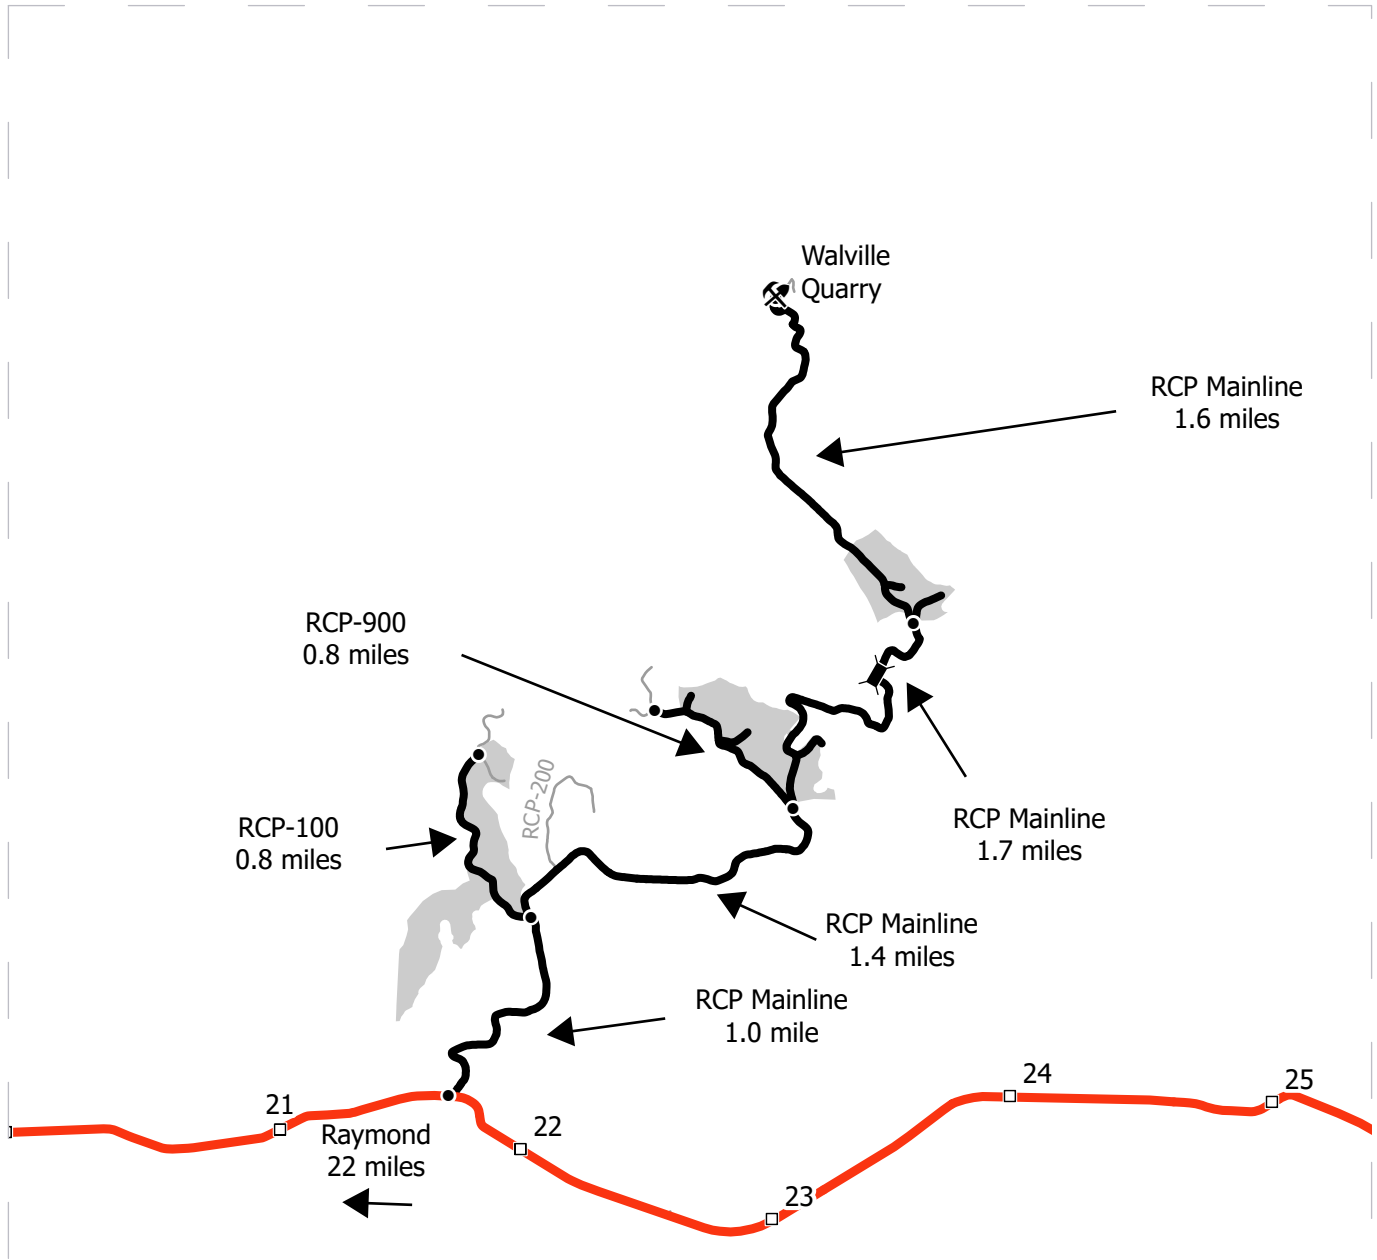 Walville
Quarry
RCP Mainline
1.6 miles
RCP-900
0.8 miles
RCP-200
RCP-100
0.8 miles
RCP Mainline
1.7 miles
RCP Mainline
1.4 miles
RCP Mainline
1.0 mile
24
25
21
22
Raymond
22 miles
23